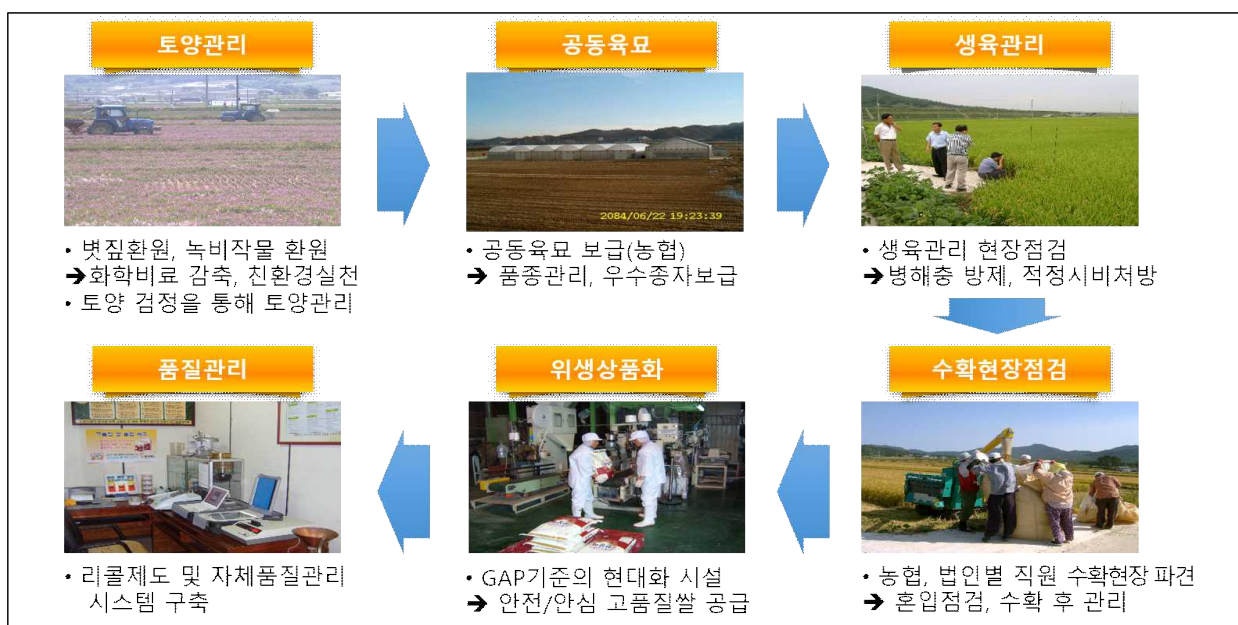 토양관리
공동육묘
생육관리
2084/06/22 19:23:39
• 볏짚환원, 녹비작물 환원
➔화학비료 감축, 친환경실천
• 토양 검정을 통해 토양관리
• 공동육묘 보급(농협)
➔ 품종관리, 우수종자보급
• 생육관리 현장점검
➔병해충 방제, 적정시비처방
품질관리
위생상품화
수확현장점검
• 리콜제도 및 자체품질관리
시스템 구축
• GAP기준의 현대화 시설
➔ 안전/안심 고품질쌀 공급
• 농협, 법인별 직원 수확현장 파견
➔ 혼입점검, 수확 후 관리